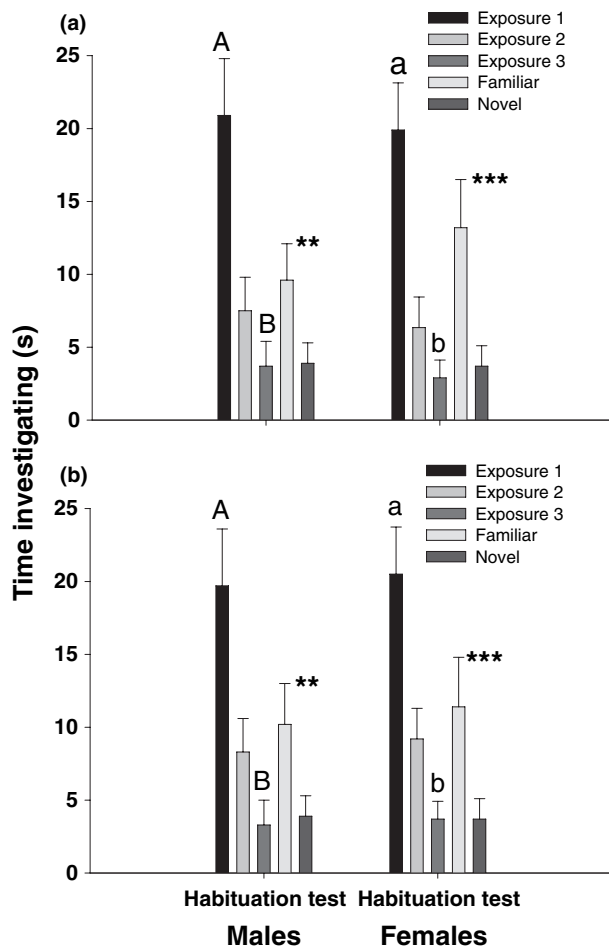 (a)
A
a
Exposure 1
Exposure 2
Exposure 3
Familiar
Novel
25
20
15
10
5
0
**
***
B
b
Time investigating (s)
(b)
A
a
Exposure 1
Exposure 2
Exposure 3
Familiar
Novel
25
20
15
10
5
0
**
***
B
b
Habituation test Habituation test
Males Females